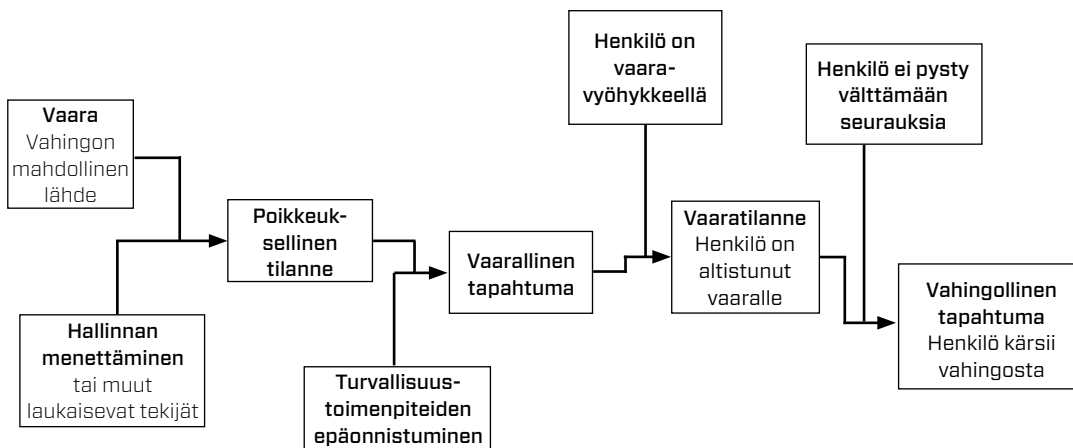 Vaara
Vahingon
mahdollinen
lähde
Hallinnan
menettäminen
tai muut
laukaisevat tekijät
Poikkeuk-
sellinen
tilanne
Turvallisuus-
toimenpiteiden
epäonnistuminen
Vaarallinen
tapahtuma
Henkilö on
vaara-
vyöhykkeellä
Vaaratilanne
Henkilö on
altistunut
vaaralle
Henkilö ei pysty
välttämään
seurauksia
Vahingollinen
tapahtuma
Henkilö kärsii
vahingosta